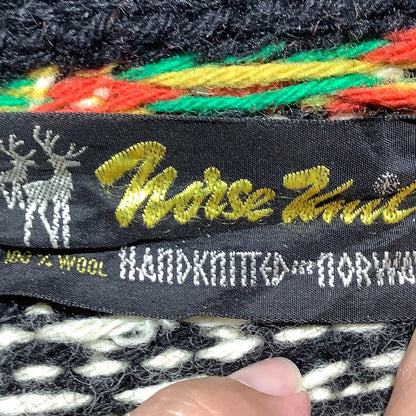 Norse Knit
100% WOOL HANDKNITTED IN NORWA